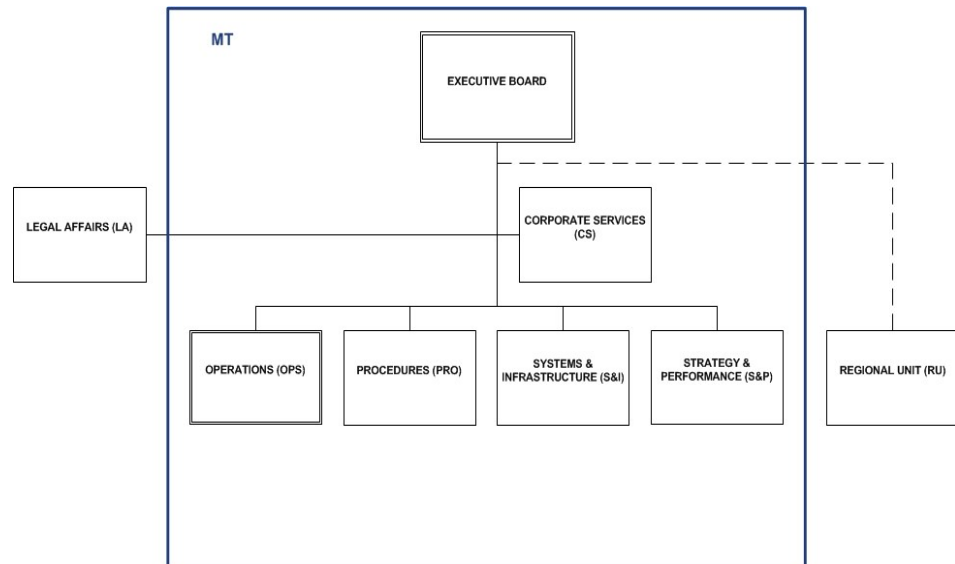 MT
EXECUTIVE BOARD
LEGAL AFFAIRS (LA)
CORPORATE SERVICES
(CS)
OPERATIONS (OPS)
PROCEDURES (PRO)
SYSTEMS &
INFRASTRUCTURE (S&I)
STRATEGY &
PERFORMANCE (S&P)
REGIONAL UNIT (RU)